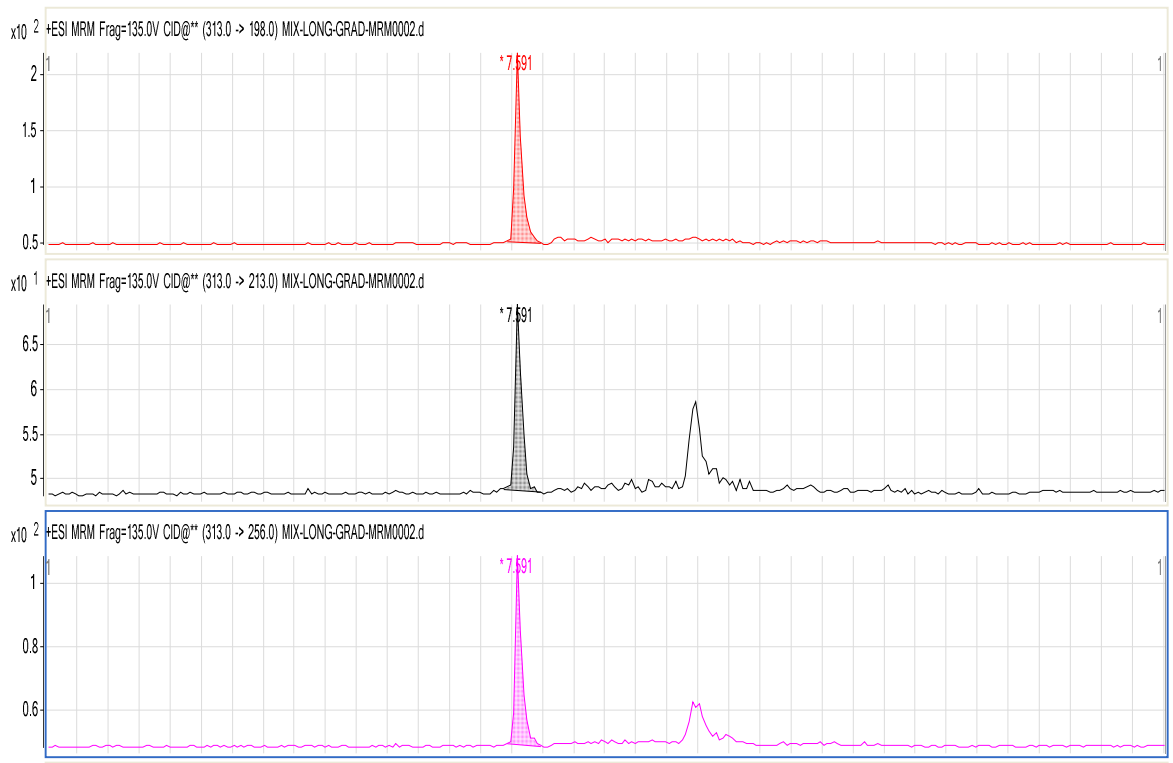 x10 2 +ESI MRM Frag=135.0V CID@** (313.0 -> 198.0) MIX-LONG-GRAD-MRM0002.d
1 * 7.591 1
2
1.5
1
0.5
x10 1 +ESI MRM Frag=135.0V CID@** (313.0 -> 213.0) MIX-LONG-GRAD-MRM0002.d
1 * 7.591 1
6.5
6
5.5
5
x10 2 +ESI MRM Frag=135.0V CID@** (313.0 -> 256.0) MIX-LONG-GRAD-MRM0002.d
1 * 7.591 1
1
0.8
0.6